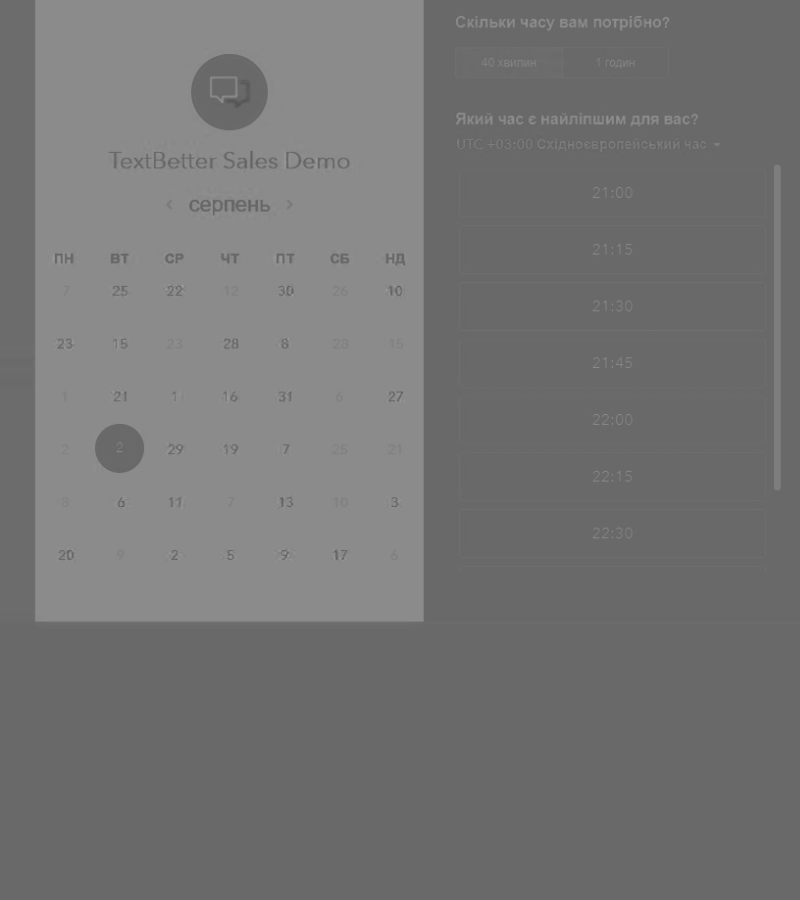 TextBetter Sales Demo
‹ серпень ›
ПН ВТ СР ЧТ ПТ СБ НД
7 25 22 12 30 26 10
23 15 23 28 8 28 15
1 21 1 16 31 6 27
2 2 29 19 7 25 21
8 6 11 7 13 10 3
20 9 2 5 9 17 6
Скільки часу вам потрібно?
40 хвилин 1 годин
Який час є найліпшим для вас?
UTC +03:00 Східноєвропейський час
21:00
21:15
21:30
21:45
22:00
22:15
22:30